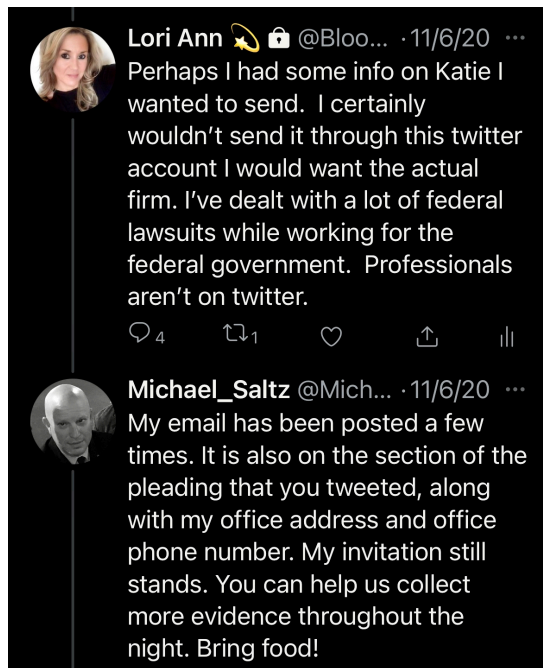 Lori Ann 💫 🔒 @Bloo... · 11/6/20 ...
Perhaps I had some info on Katie I
wanted to send.  I certainly
wouldn’t send it through this twitter
account I would want the actual
firm. I’ve dealt with a lot of federal
lawsuits while working for the
federal government.  Professionals
aren’t on twitter.
4 1
Michael_Saltz @Mich... · 11/6/20 ...
My email has been posted a few
times. It is also on the section of the
pleading that you tweeted, along
with my office address and office
phone number. My invitation still
stands. You can help us collect
more evidence throughout the
night. Bring food!